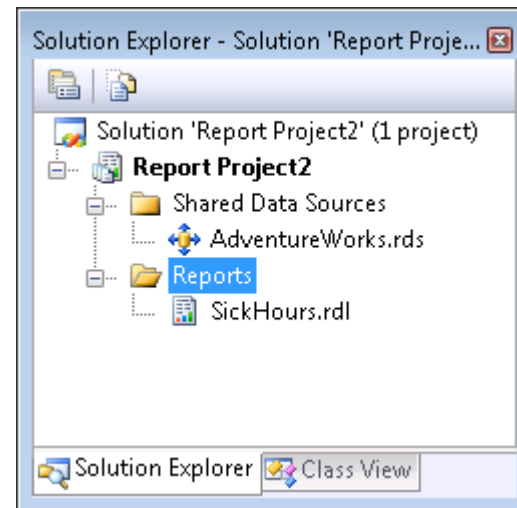 Solution Explorer - Solution 'Report Proje...
Solution 'Report Project2' (1 project)
Report Project2
Shared Data Sources
AdventureWorks.rds
Reports
SickHours.rdl
Solution Explorer Class View